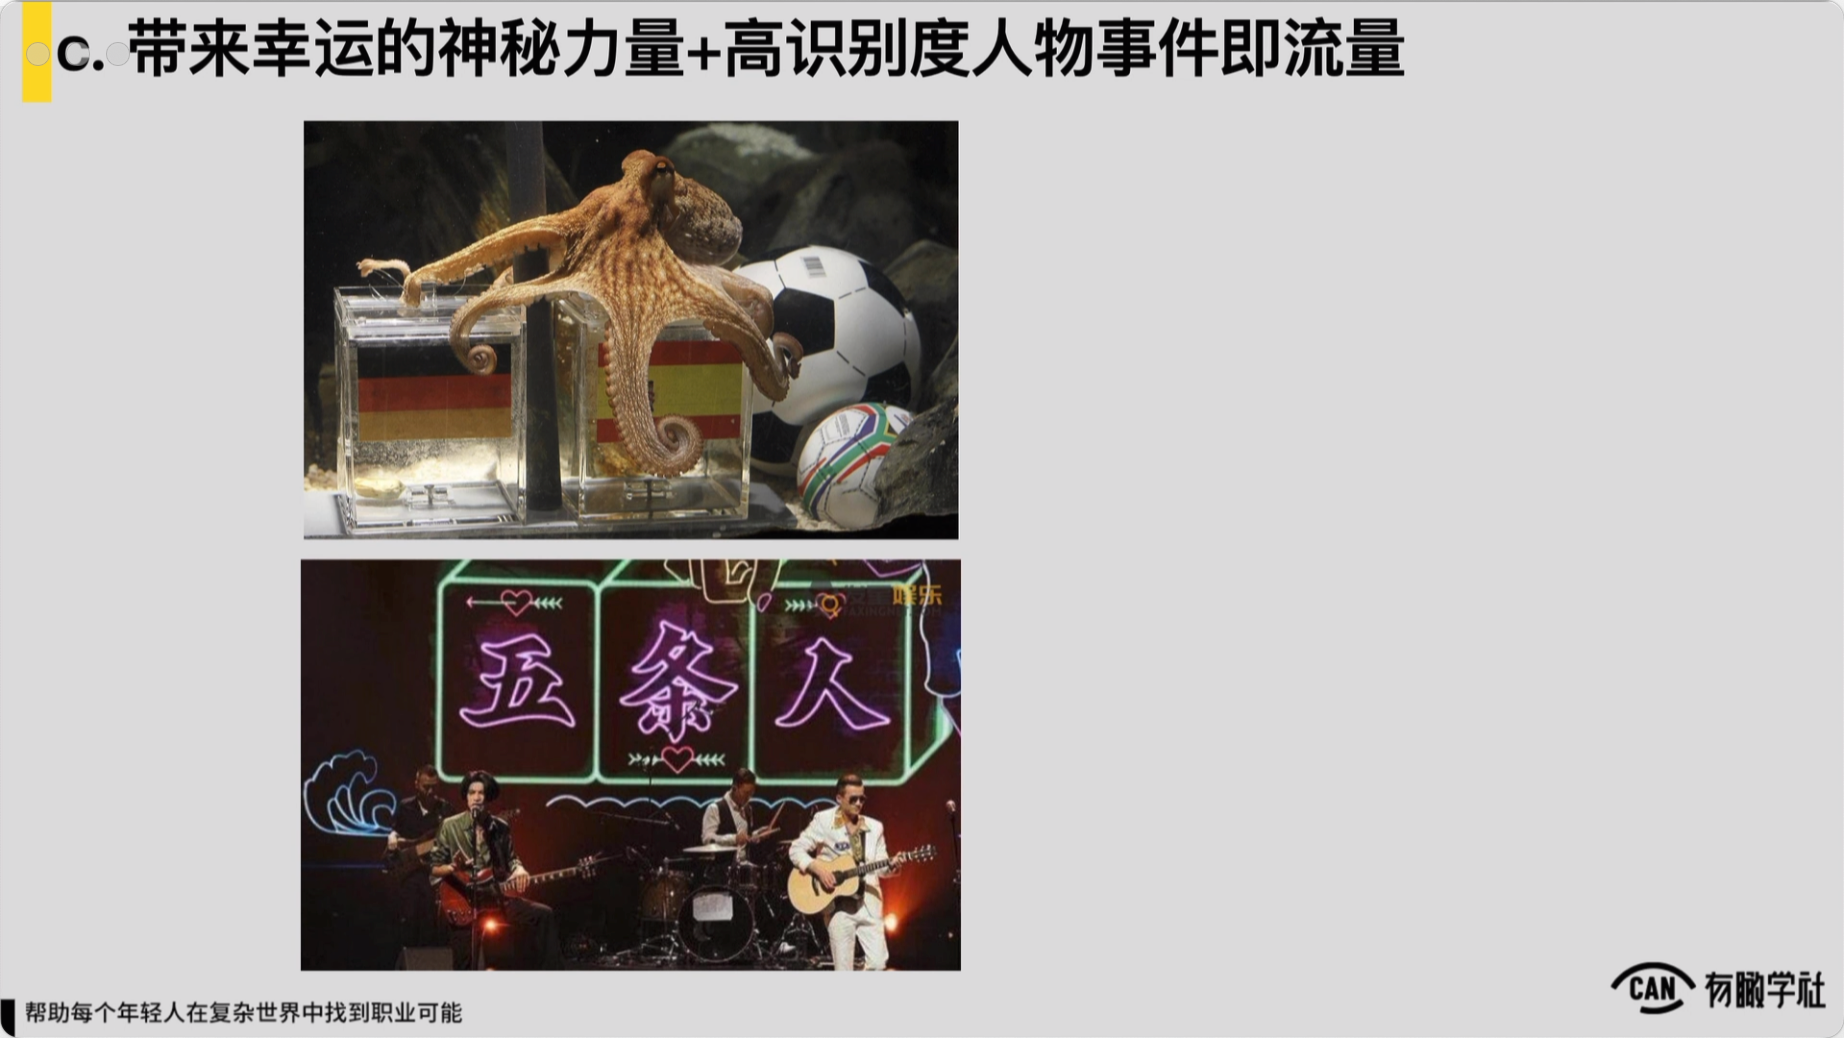 c. 带来幸运的神秘力量+高识别度人物事件即流量
娱乐
五条人
帮助每个年轻人在复杂世界中找到职业可能
CAN 有瞰学社